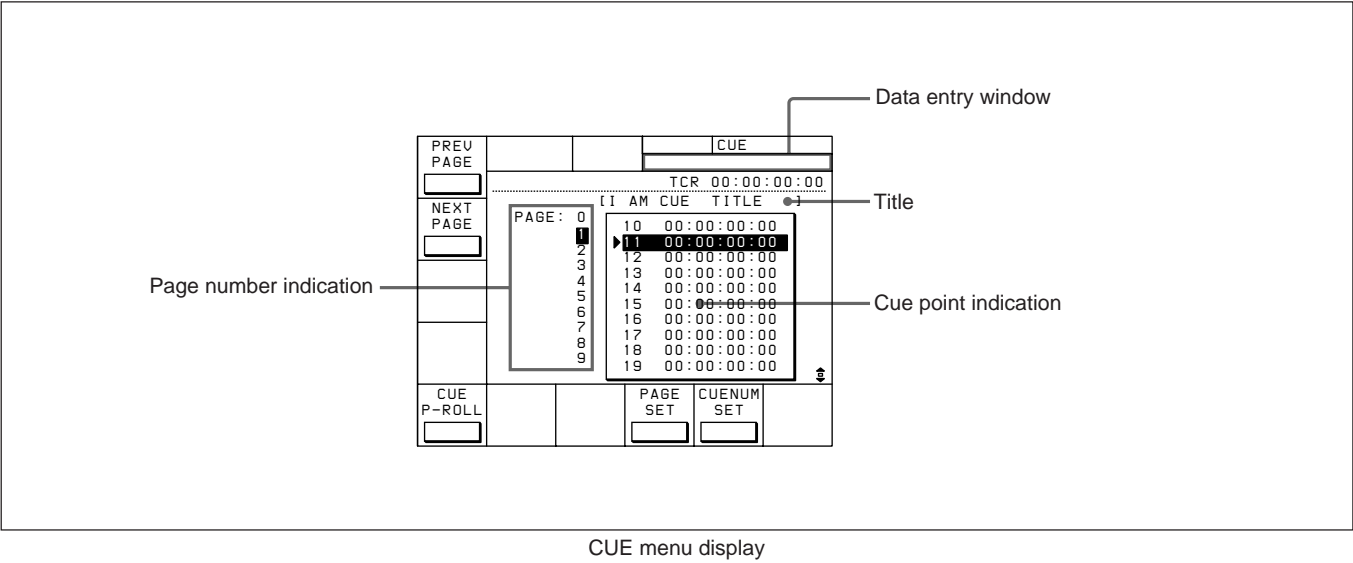 Data entry window
PREV PAGE
CUE
TCR 00:00:00:00
[I AM CUE TITLE ]
Title
NEXT PAGE
PAGE: 0
1
2
3
4
5
6
7
8
9
10 00:00:00:00
11 00:00:00:00
12 00:00:00:00
13 00:00:00:00
14 00:00:00:00
15 00:00:00:00
16 00:00:00:00
17 00:00:00:00
18 00:00:00:00
19 00:00:00:00
Page number indication
Cue point indication
CUE P-ROLL
PAGE SET
CUENUM SET
CUE menu display